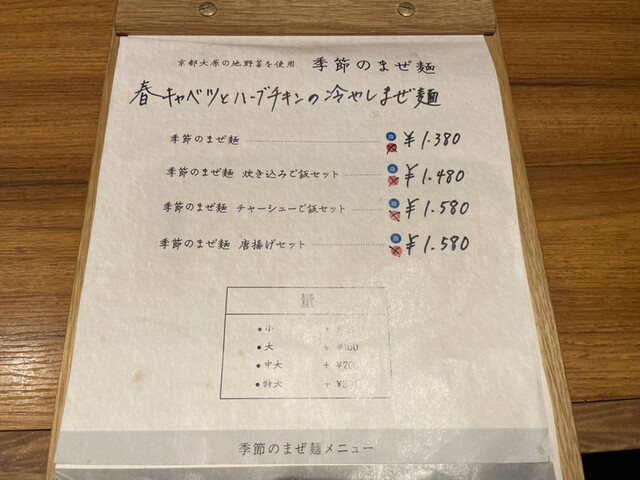 京都大原の地野菜を使用 季節のまぜ麺
春キャベツとハーブチキンの冷やしまぜ麺
季節のまぜ麺 冷 ¥1.380
季節のまぜ麺 炊き込みご飯セット 冷 ¥1.480
季節のまぜ麺 チャーシューご飯セット 冷 ¥1.580
季節のまぜ麺 唐揚げセット 冷 ¥1.580
量
●小
●大 + ¥100
●中大 + ¥200
●特大 +
季節のまぜ麺メニュー